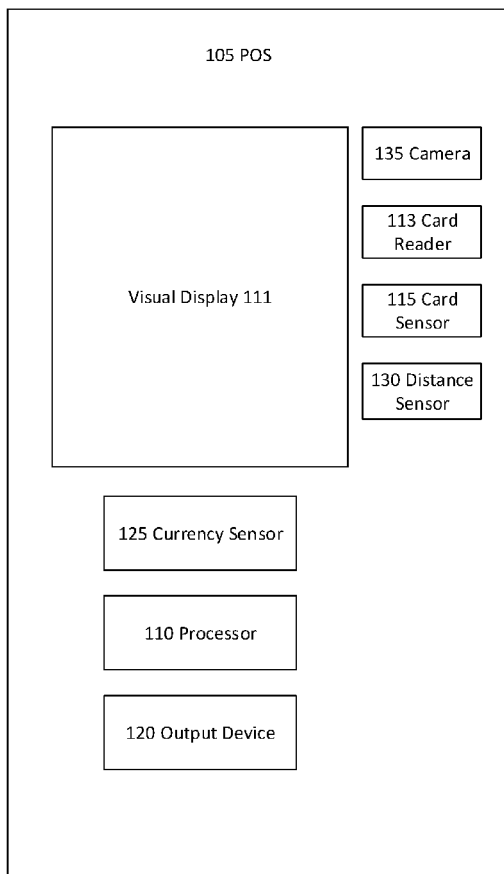 105 POS
135 Camera
113 Card
Reader
Visual Display 111
115 Card
Sensor
130 Distance
Sensor
125 Currency Sensor
110 Processor
120 Output Device